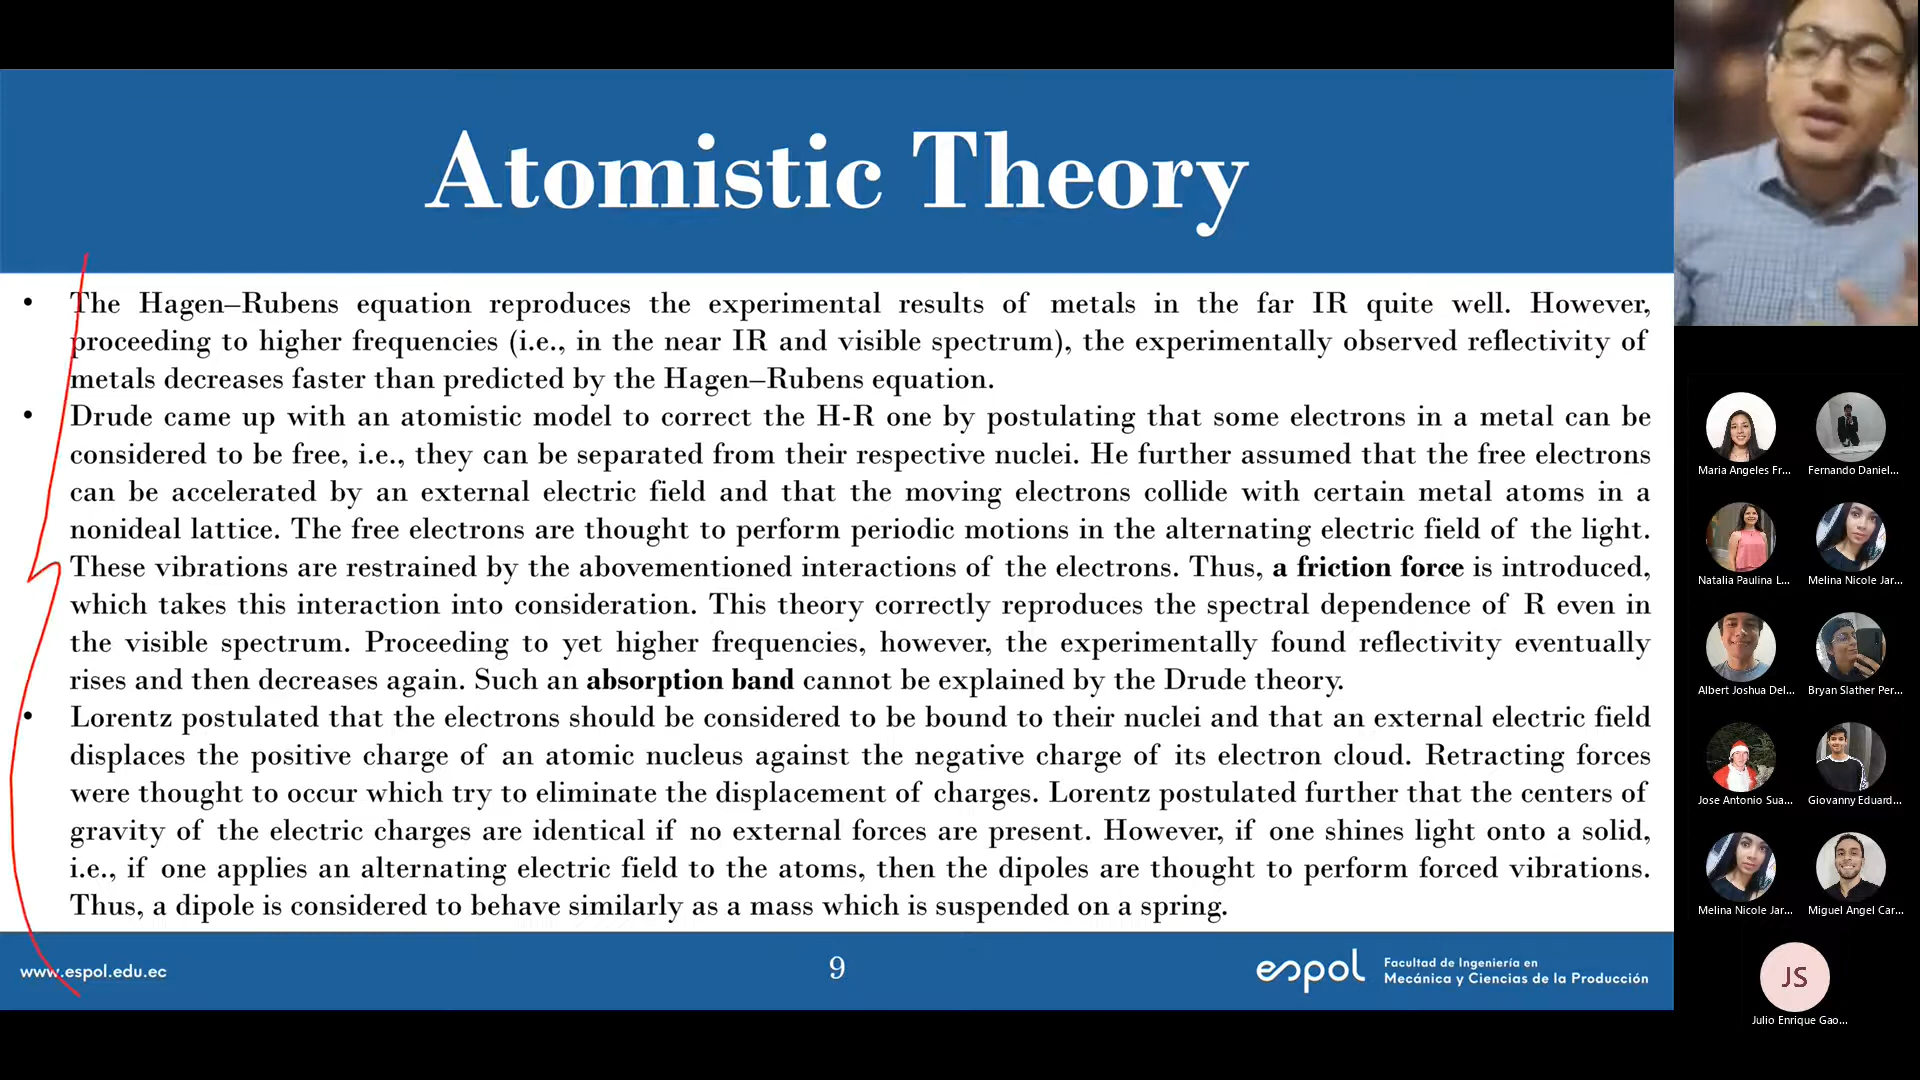 Atomistic Theory
• The Hagen–Rubens equation reproduces the experimental results of metals in the far IR quite well. However,
proceeding to higher frequencies (i.e., in the near IR and visible spectrum), the experimentally observed reflectivity of
metals decreases faster than predicted by the Hagen–Rubens equation.
• Drude came up with an atomistic model to correct the H-R one by postulating that some electrons in a metal can be
considered to be free, i.e., they can be separated from their respective nuclei. He further assumed that the free electrons
can be accelerated by an external electric field and that the moving electrons collide with certain metal atoms in a
nonideal lattice. The free electrons are thought to perform periodic motions in the alternating electric field of the light.
These vibrations are restrained by the abovementioned interactions of the electrons. Thus, a friction force is introduced,
which takes this interaction into consideration. This theory correctly reproduces the spectral dependence of R even in
the visible spectrum. Proceeding to yet higher frequencies, however, the experimentally found reflectivity eventually
rises and then decreases again. Such an absorption band cannot be explained by the Drude theory.
• Lorentz postulated that the electrons should be considered to be bound to their nuclei and that an external electric field
displaces the positive charge of an atomic nucleus against the negative charge of its electron cloud. Retracting forces
were thought to occur which try to eliminate the displacement of charges. Lorentz postulated further that the centers of
gravity of the electric charges are identical if no external forces are present. However, if one shines light onto a solid,
i.e., if one applies an alternating electric field to the atoms, then the dipoles are thought to perform forced vibrations.
Thus, a dipole is considered to behave similarly as a mass which is suspended on a spring.
www.espol.edu.ec
9
espol
Facultad de Ingeniería en
Mecánica y Ciencias de la Producción
Maria Angeles Fr...
Fernando Daniel...
Natalia Paulina L...
Melina Nicole Jar...
Albert Joshua Del...
Bryan Slather Per...
Jose Antonio Sua...
Giovanny Eduard...
Melina Nicole Jar...
Miguel Angel Car...
JS
Julio Enrique Gao...